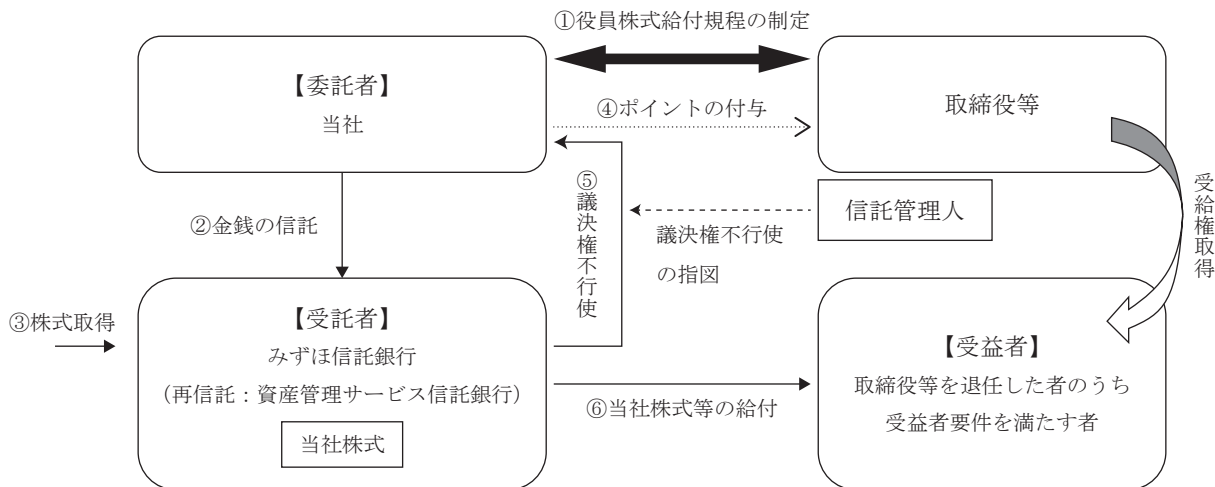 ①役員株式給付規程の制定
【委託者】
当社
④ポイントの付与
取締役等
②金銭の信託
⑤議決権不行使
議決権不行使
の指図
信託管理人
受給権取得
③株式取得
【受託者】
みずほ信託銀行
（再信託：資産管理サービス信託銀行）
当社株式
⑥当社株式等の給付
【受益者】
取締役等を退任した者のうち
受益者要件を満たす者